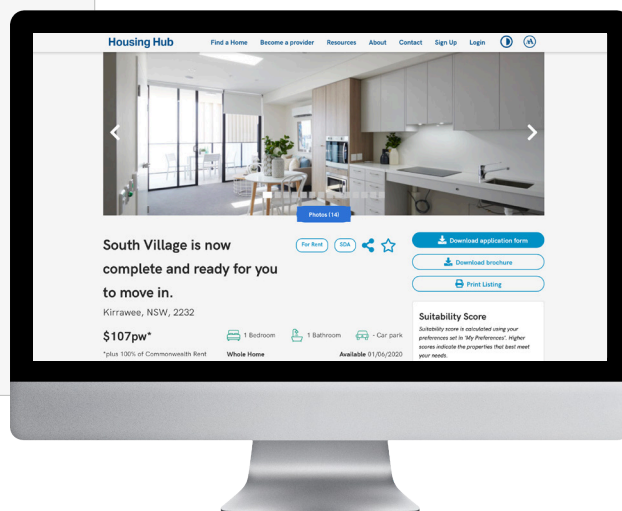 Housing Hub
Find a Home Become a provider Resources About Contact Sign Up Login
Photos (14)
South Village is now
complete and ready for you
to move in.
For Rent SDA
Download application form
Download brochure
Print Listing
Kirrawee, NSW, 2232
$107pw*
1 Bedroom 1 Bathroom - Car park
*plus 100% of Commonwealth Rent
Whole Home Available 01/06/2020
Suitability Score
Suitability score is calculated using your
preferences set in 'My Preferences'. Higher
scores indicate the properties that best meet
your needs.